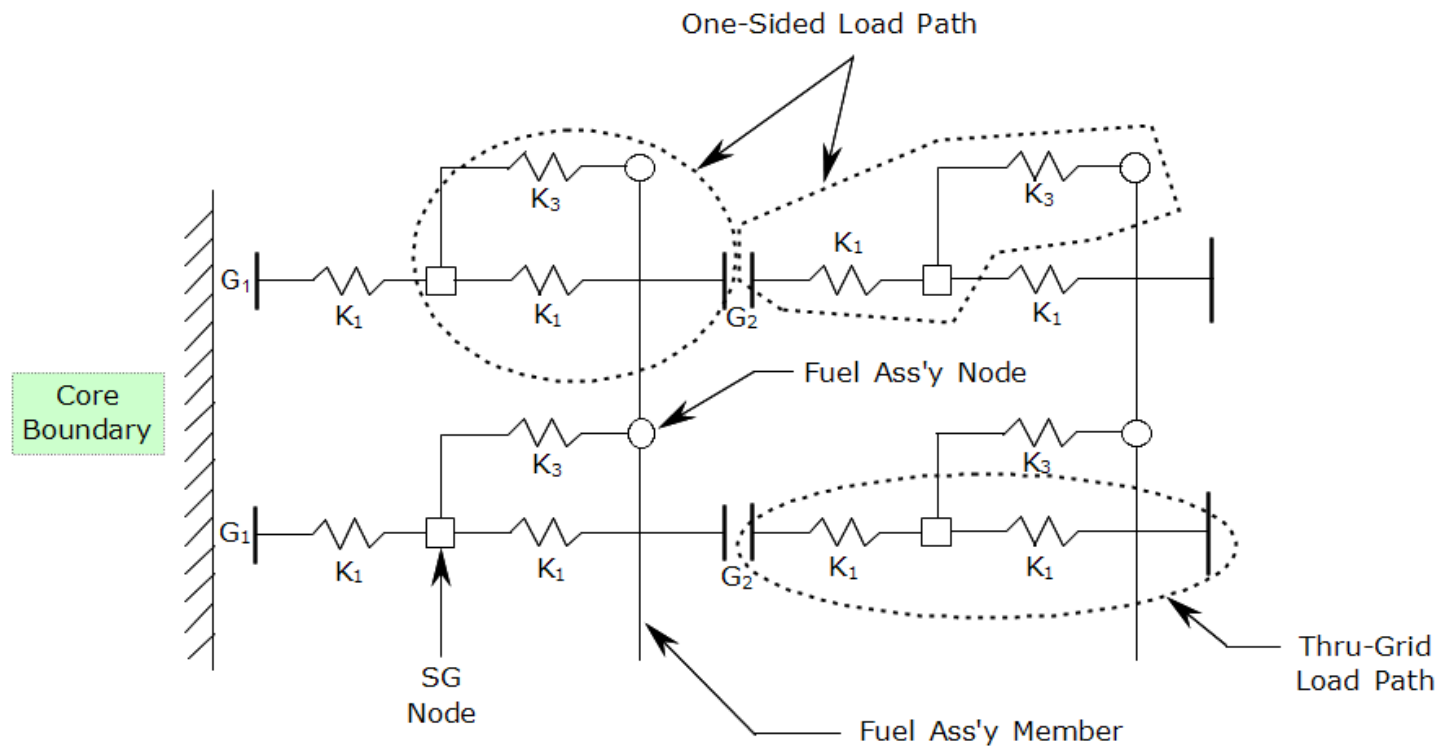 One-Sided Load Path
K3
K3
K1
G1
K1
K1
G2
K1
Core
Boundary
Fuel Ass'y Node
K3
K3
G1
K1
K1
G2
K1
K1
SG
Node
Thru-Grid
Load Path
Fuel Ass'y Member